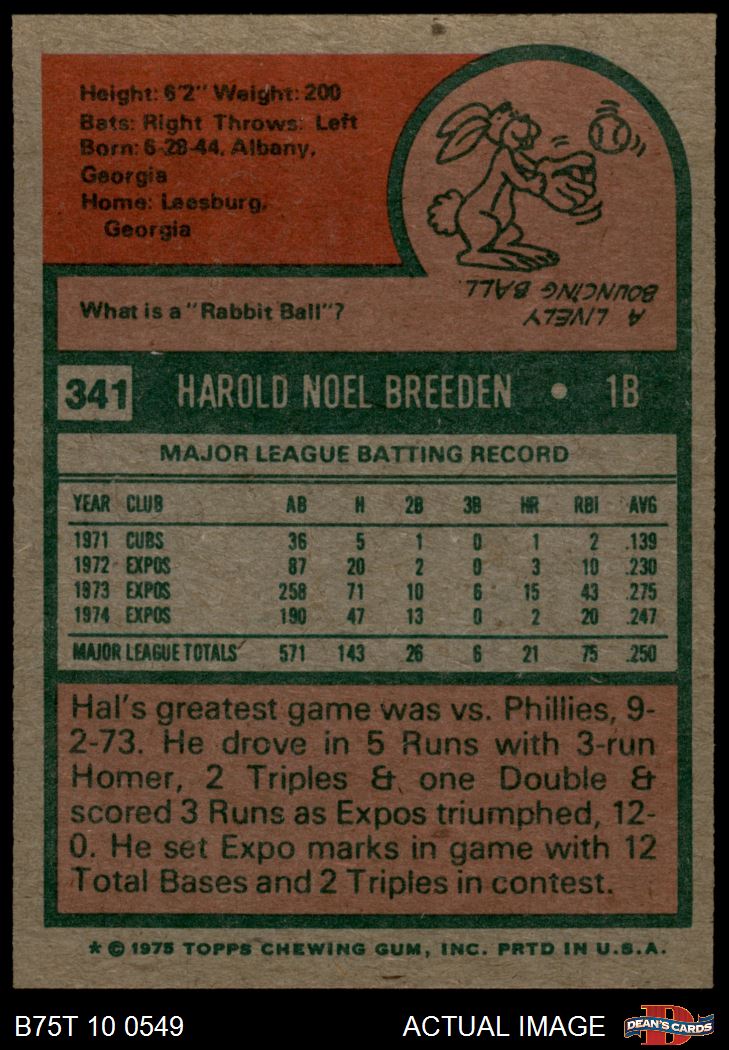 Height: 6'2" Weight: 200
Bats: Right Throws: Left
Born: 6-28-44, Albany,
Georgia
Home: Leesburg,
Georgia
What is a "Rabbit Ball"?
A LIVELY
BOUNCING BALL
341 HAROLD NOEL BREEDEN • 1B
MAJOR LEAGUE BATTING RECORD
YEAR CLUB AB H 2B 3B HR RBI AVG
1971 CUBS 36 5 1 0 1 2 .139
1972 EXPOS 87 20 2 0 3 10 .230
1973 EXPOS 258 71 10 6 15 43 .275
1974 EXPOS 190 47 13 0 2 20 .247
MAJOR LEAGUE TOTALS 571 143 26 6 21 75 .250
Hal's greatest game was vs. Phillies, 9-
2-73. He drove in 5 Runs with 3-run
Homer, 2 Triples & one Double &
scored 3 Runs as Expos triumphed, 12-
0. He set Expo marks in game with 12
Total Bases and 2 Triples in contest.
* © 1975 TOPPS CHEWING GUM, INC. PRTD IN U.S.A.
B75T 10 0549 ACTUAL IMAGE DEAN'S CARDS